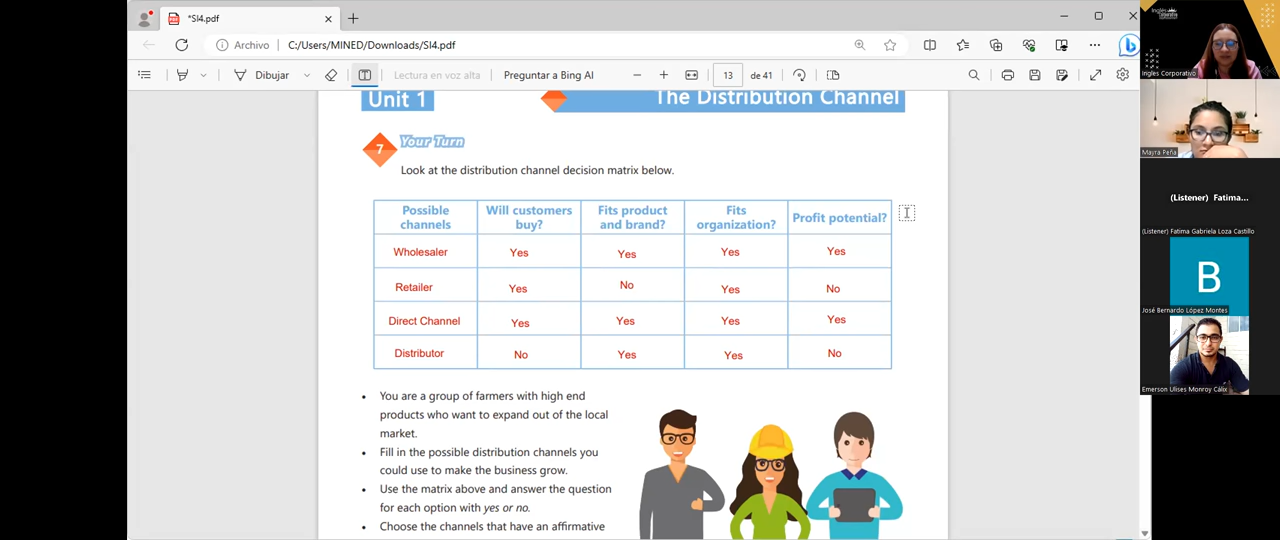 *SI4.pdf
Archivo C:/Users/MINED/Downloads/SI4.pdf
Dibujar Lectura en voz alta Preguntar a Bing AI 13 de 41
Unit 1 The Distribution Channel
7 Your Turn
Look at the distribution channel decision matrix below.
Possible channels Will customers buy? Fits product and brand? Fits organization? Profit potential?
Wholesaler Yes Yes Yes Yes
Retailer Yes No Yes No
Direct Channel Yes Yes Yes Yes
Distributor No Yes Yes No
• You are a group of farmers with high end
products who want to expand out of the local
market.
• Fill in the possible distribution channels you
could use to make the business grow.
• Use the matrix above and answer the question
for each option with yes or no.
• Choose the channels that have an affirmative
Inglés Corporativo
Mayra Peña
(Listener) Fatima...
(Listener) Fatima Gabriela Loza Castillo
B
José Bernardo López Montes
Emerson Ulises Monroy Cálix